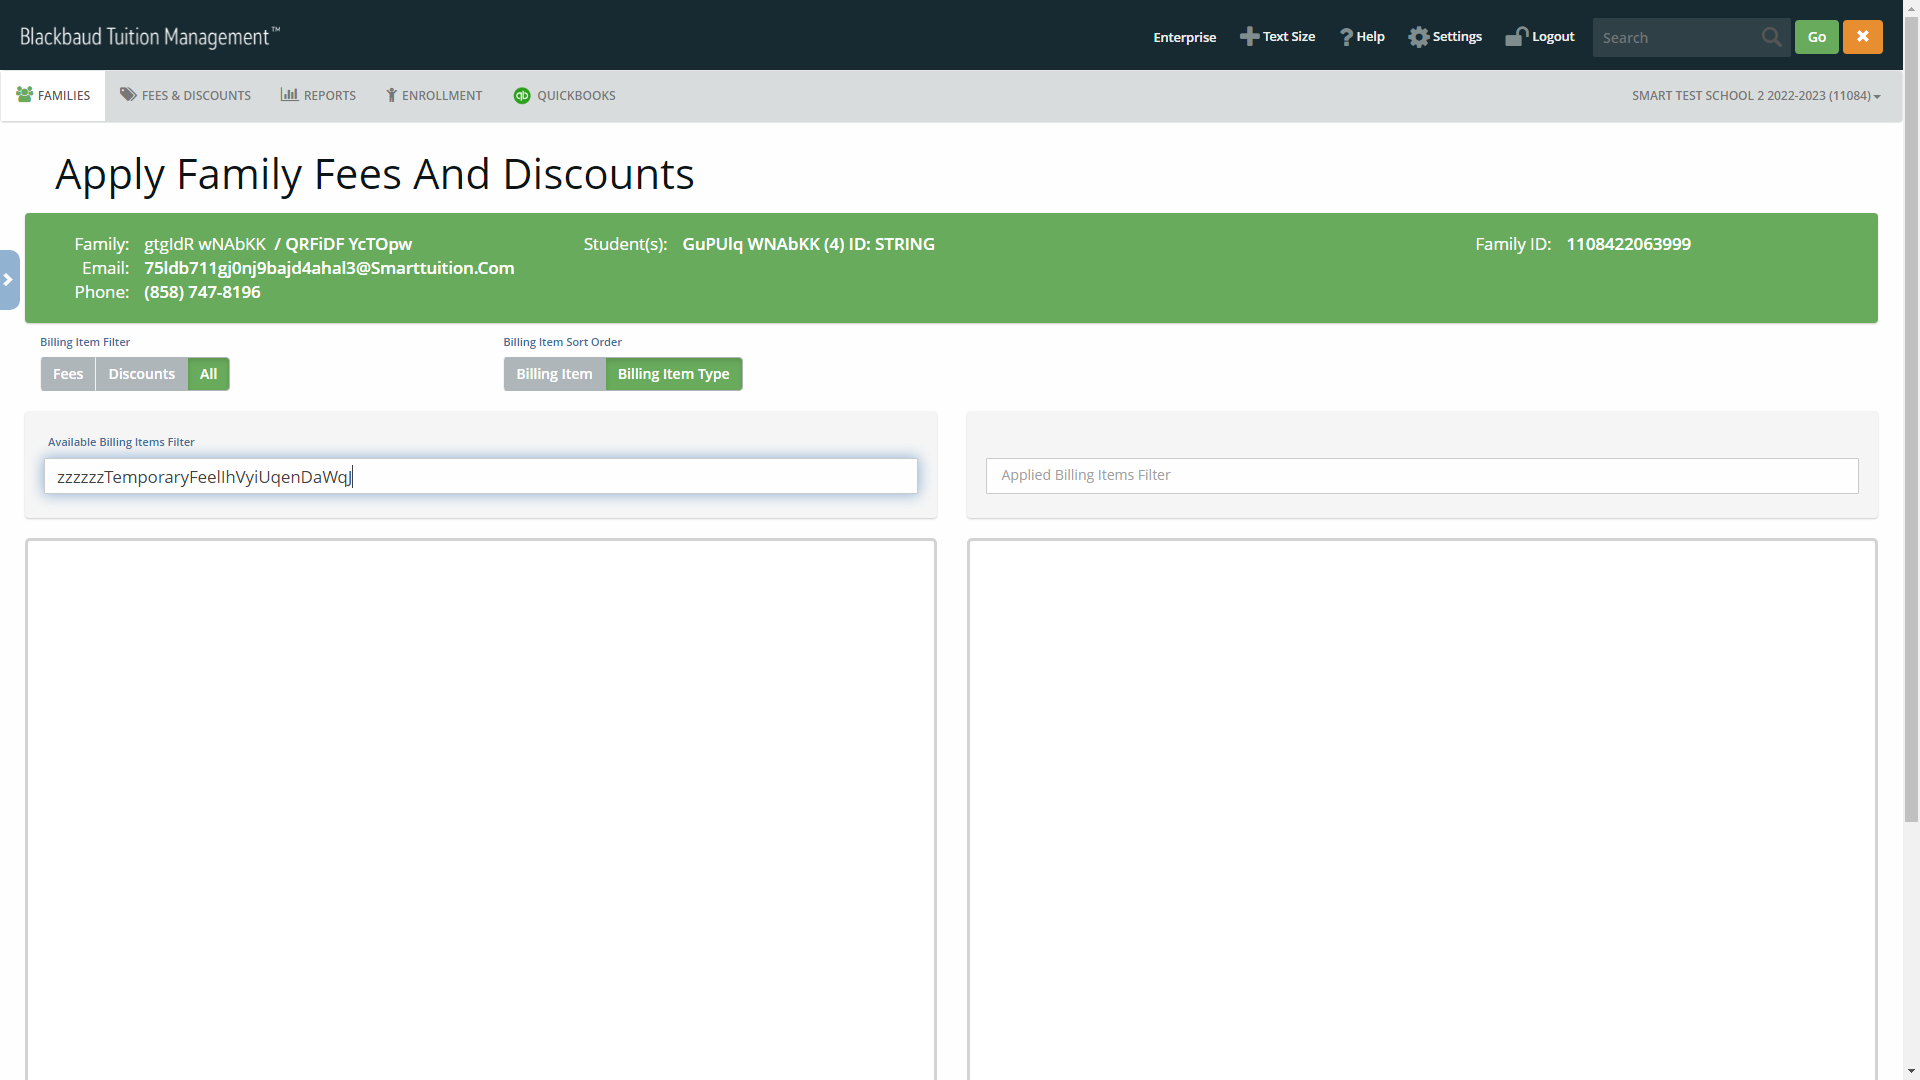 Blackbaud Tuition Management™
Enterprise Text Size Help Settings Logout Search Go
FAMILIES FEES & DISCOUNTS REPORTS ENROLLMENT qb QUICKBOOKS SMART TEST SCHOOL 2 2022-2023 (11084)
Apply Family Fees And Discounts
Family: gtgIdR wNAbKK / QRFiDF YcTOpw Student(s): GuPUlq WNAbKK (4) ID: STRING Family ID: 1108422063999
Email: 75ldb711gj0nj9bajd4ahal3@Smarttuition.Com
Phone: (858) 747-8196
Billing Item Filter Billing Item Sort Order
Fees Discounts All Billing Item Billing Item Type
Available Billing Items Filter
zzzzzzTemporaryFeeIIhVyiUqenDaWqJ Applied Billing Items Filter